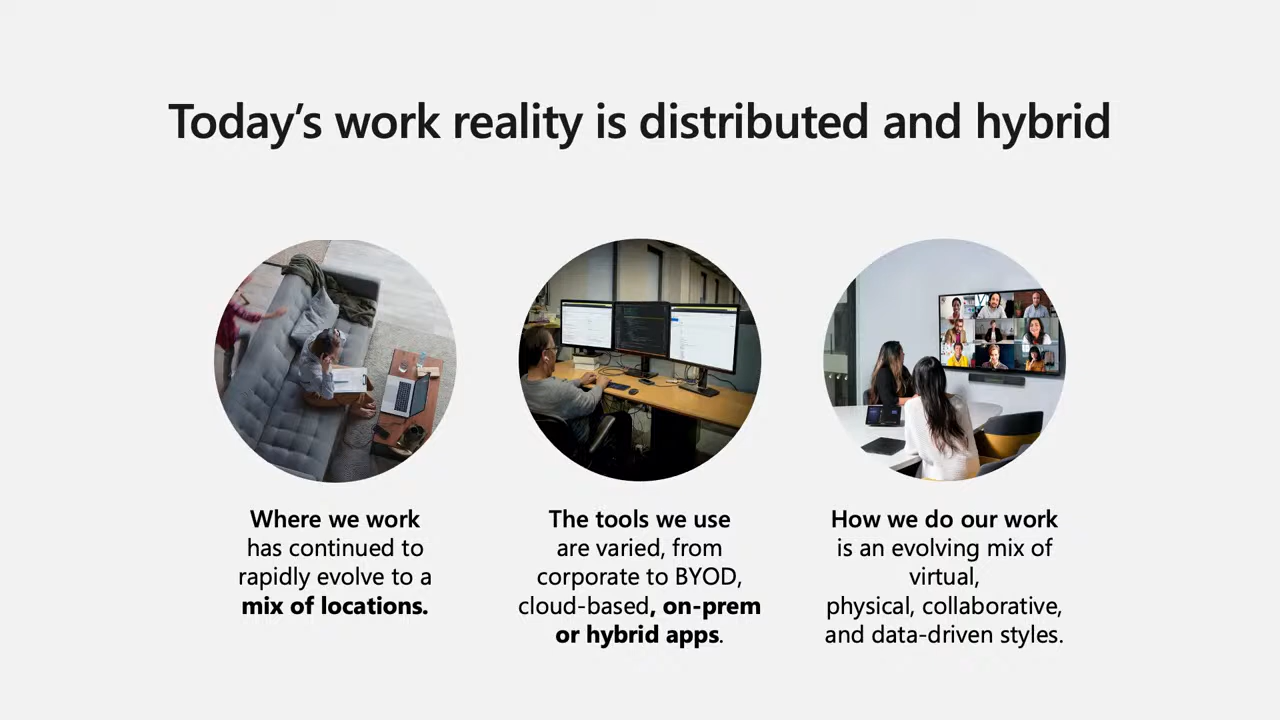 Today’s work reality is distributed and hybrid
Where we work
has continued to
rapidly evolve to a
mix of locations.
The tools we use
are varied, from
corporate to BYOD,
cloud-based, on-prem
or hybrid apps.
How we do our work
is an evolving mix of
virtual,
physical, collaborative,
and data-driven styles.